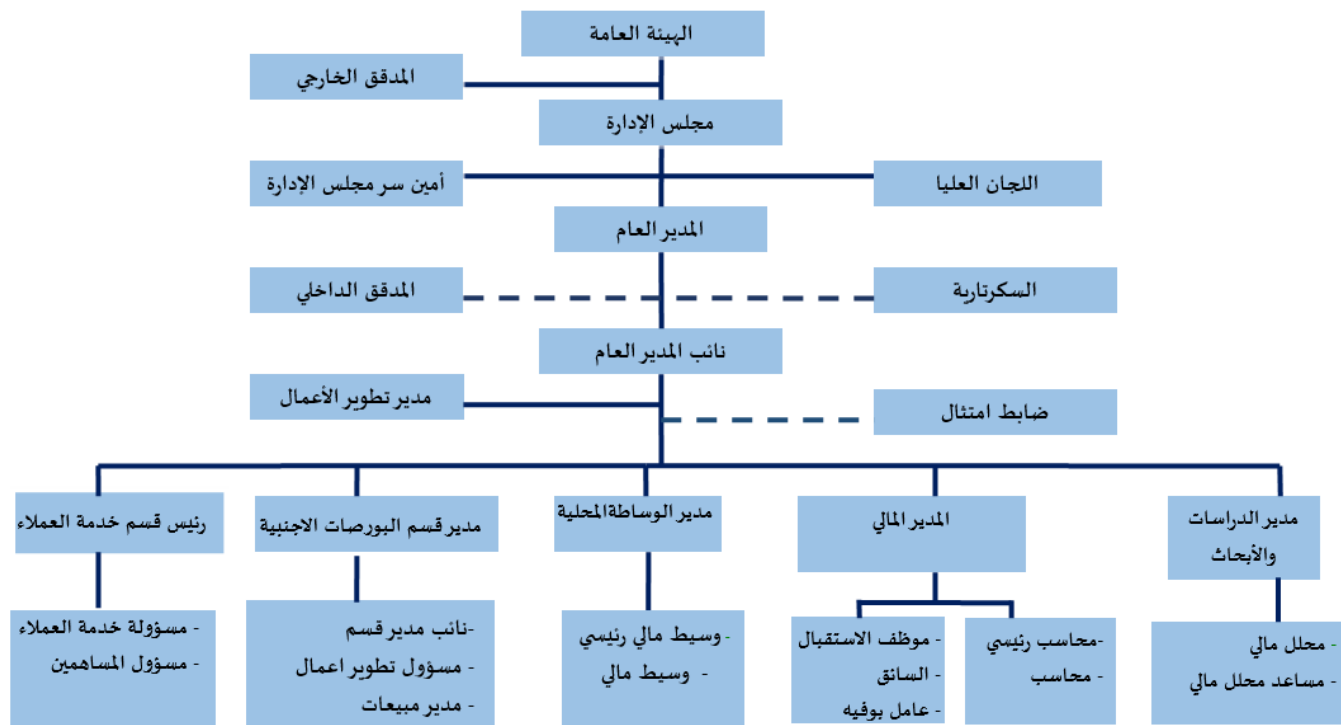 الهيئة العامة
المدقق الخارجي
مجلس الإدارة
اللجان العليا
أمين سر مجلس الإدارة
المدير العام
السكرتارية
المدقق الداخلي
نائب المدير العام
مدير تطوير الأعمال
ضابط امتثال
مدير الدراسات
والأبحاث
المدير المالي
مدير الوساطة المحلية
مدير قسم البورصات الاجنبية
رئيس قسم خدمة العملاء
- محلل مالي
- مساعد محلل مالي
-محاسب رئيسي
- محاسب
- موظف الاستقبال
- السائق
- عامل بوفيه
- وسيط مالي رئيسي
- وسيط مالي
-نائب مدير قسم
- مسؤول تطوير اعمال
- مدير مبيعات
- مسؤولة خدمة العملاء
- مسؤول المساهمين